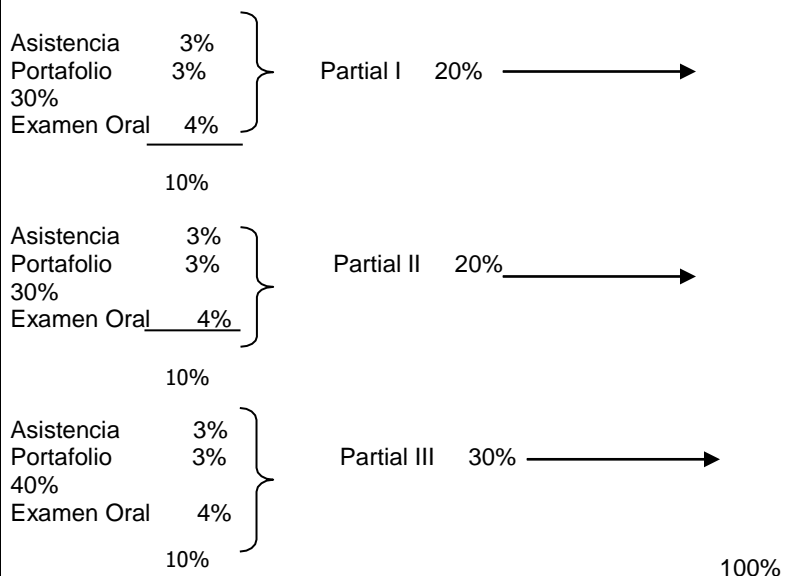 Asistencia 3%
Portafolio 3% Partial I 20%
30%
Examen Oral 4%
10%
Asistencia 3%
Portafolio 3% Partial II 20%
30%
Examen Oral 4%
10%
Asistencia 3%
Portafolio 3% Partial III 30%
40%
Examen Oral 4%
10%
100%